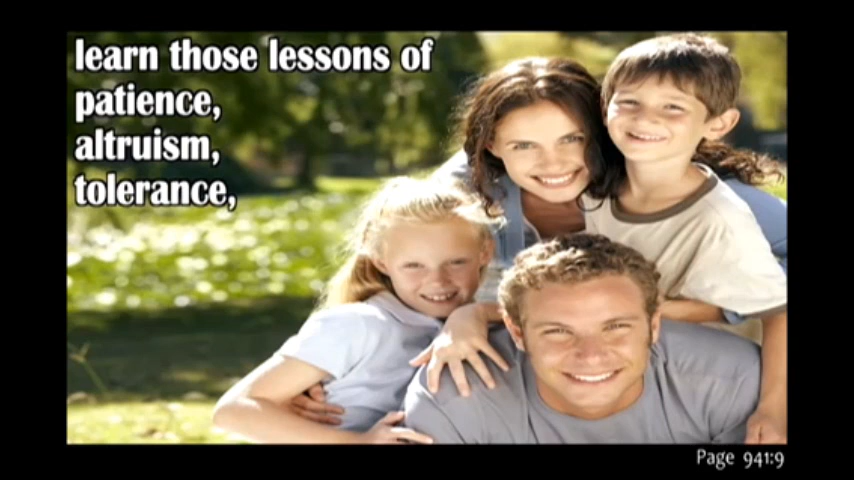 learn those lessons of
patience,
altruism,
tolerance,
Page 941:9